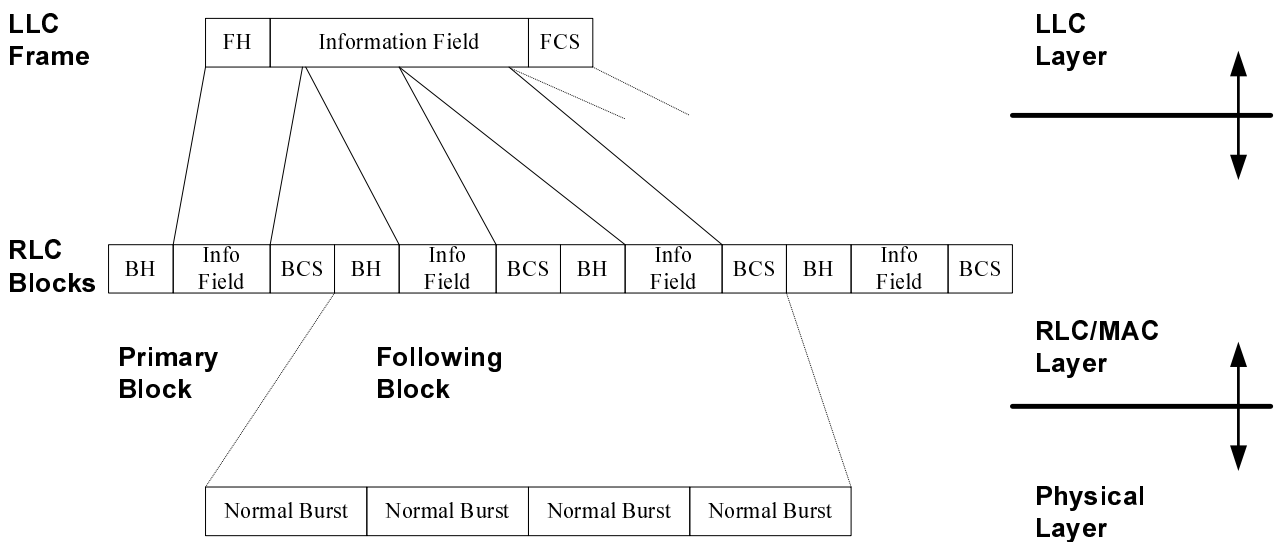 LLC
Frame
FH
Information Field
FCS
LLC
Layer
RLC
Blocks
BH
Info
Field
BCS
BH
Info
Field
BCS
BH
Info
Field
BCS
BH
Info
Field
BCS
Primary
Block
Following
Block
RLC/MAC
Layer
Normal Burst
Normal Burst
Normal Burst
Normal Burst
Physical
Layer